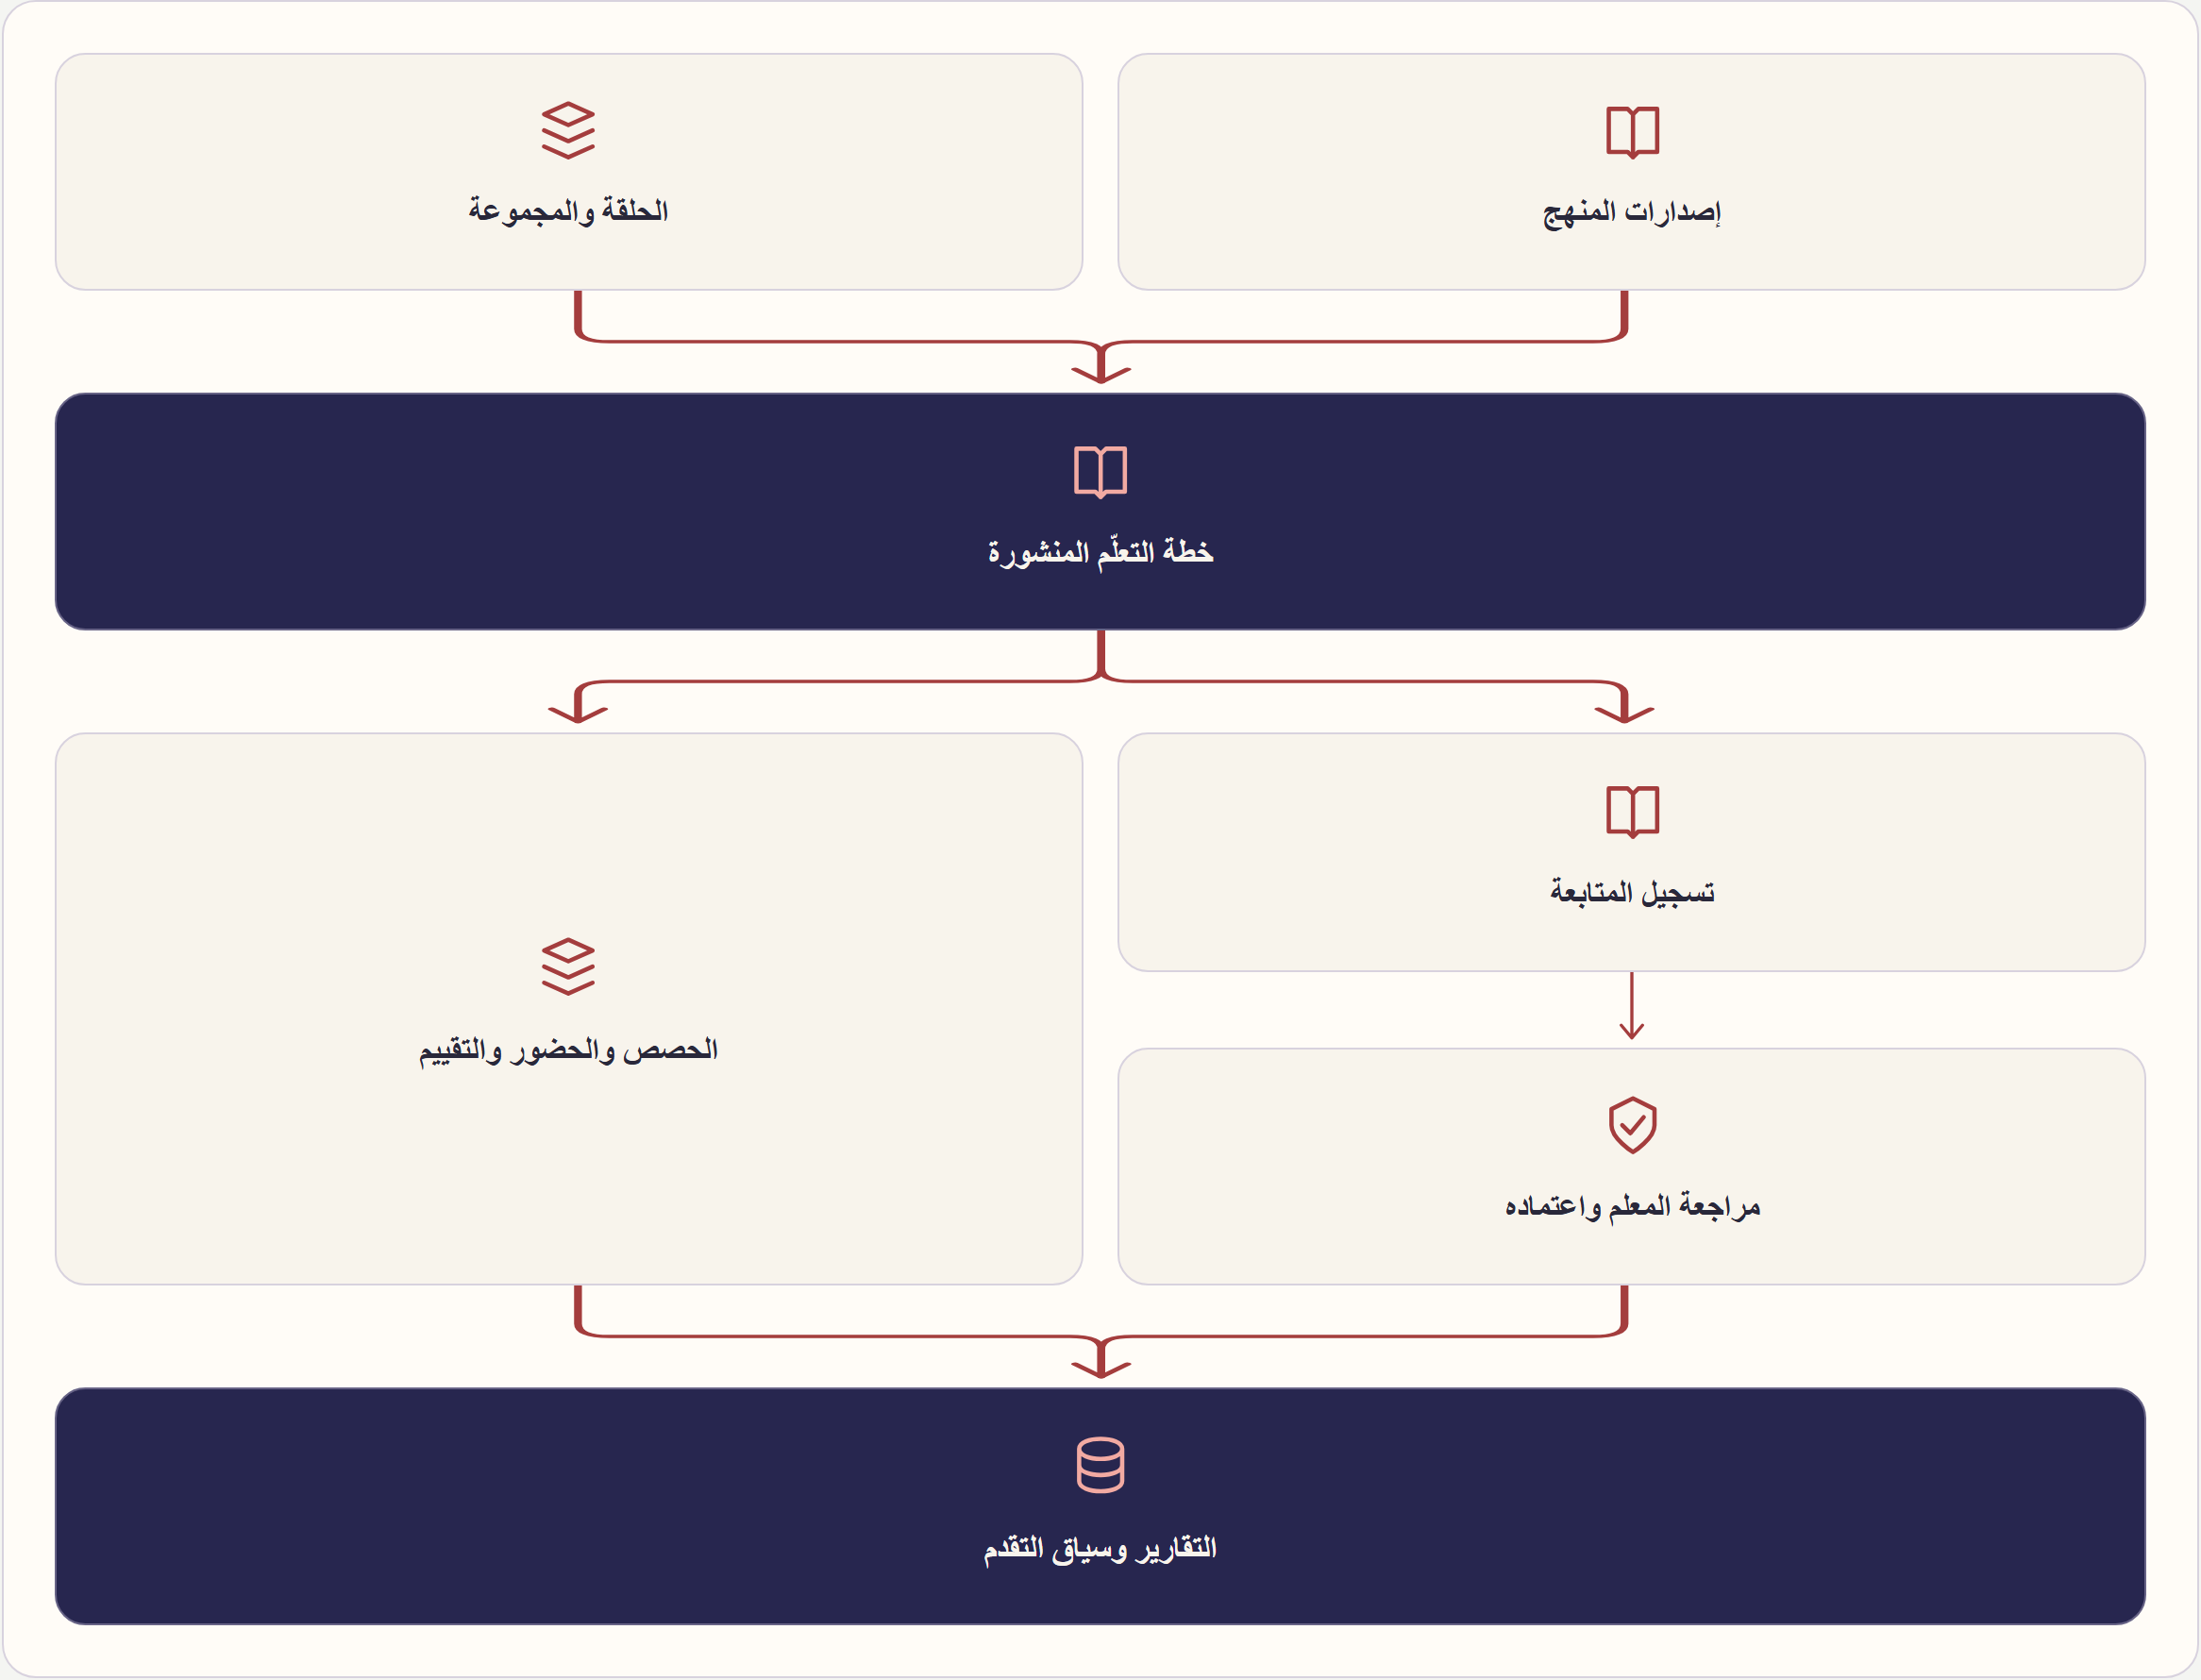 إصدارات المنهج
الحلقة والمجموعة
خطة التعلّم المنشورة
تسجيل المتابعة
الحصص والحضور والتقييم
مراجعة المعلم واعتماده
التقارير وسياق التقدم